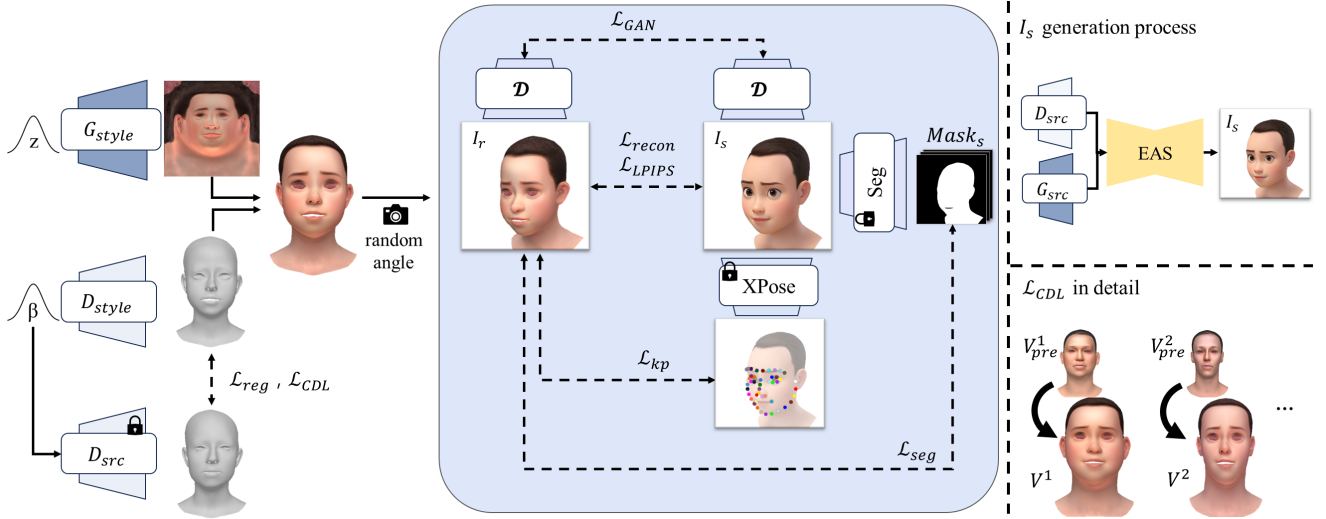 z
G_style
β
D_style
ℒ_reg , ℒ_CDL
D_src
random
angle
ℒ_GAN
𝒟
𝒟
I_r
ℒ_recon
ℒ_LPIPS
I_s
Seg
Mask_s
XPose
ℒ_kp
ℒ_seg
I_s generation process
D_src
G_src
EAS
I_s
ℒ_CDL in detail
V^1_pre
V^2_pre
...
V^1
V^2